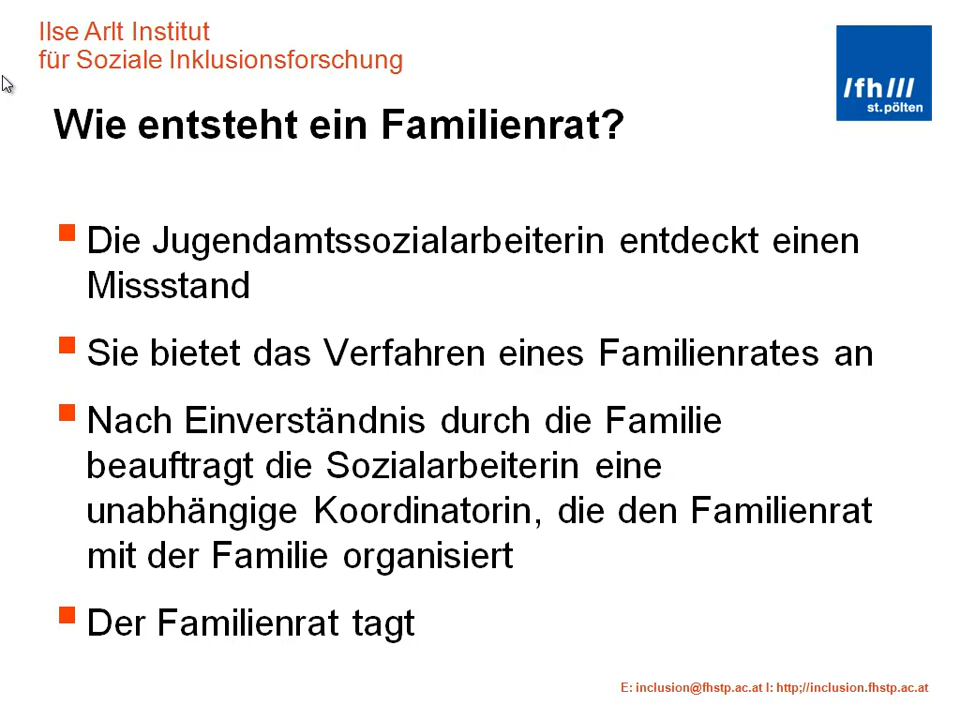 Ilse Arlt Institut
für Soziale Inklusionsforschung
/fh///
st.pölten
Wie entsteht ein Familienrat?
Die Jugendamtssozialarbeiterin entdeckt einen
Missstand
Sie bietet das Verfahren eines Familienrates an
Nach Einverständnis durch die Familie
beauftragt die Sozialarbeiterin eine
unabhängige Koordinatorin, die den Familienrat
mit der Familie organisiert
Der Familienrat tagt
E: inclusion@fhstp.ac.at I: http;//inclusion.fhstp.ac.at